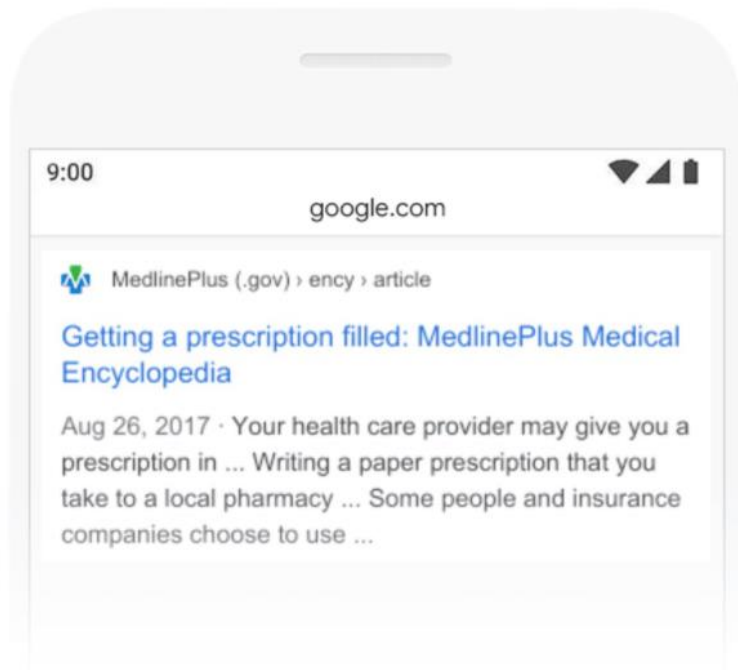 9:00
google.com
MedlinePlus (.gov) › ency › article
Getting a prescription filled: MedlinePlus Medical
Encyclopedia
Aug 26, 2017 · Your health care provider may give you a
prescription in ... Writing a paper prescription that you
take to a local pharmacy ... Some people and insurance
companies choose to use ...